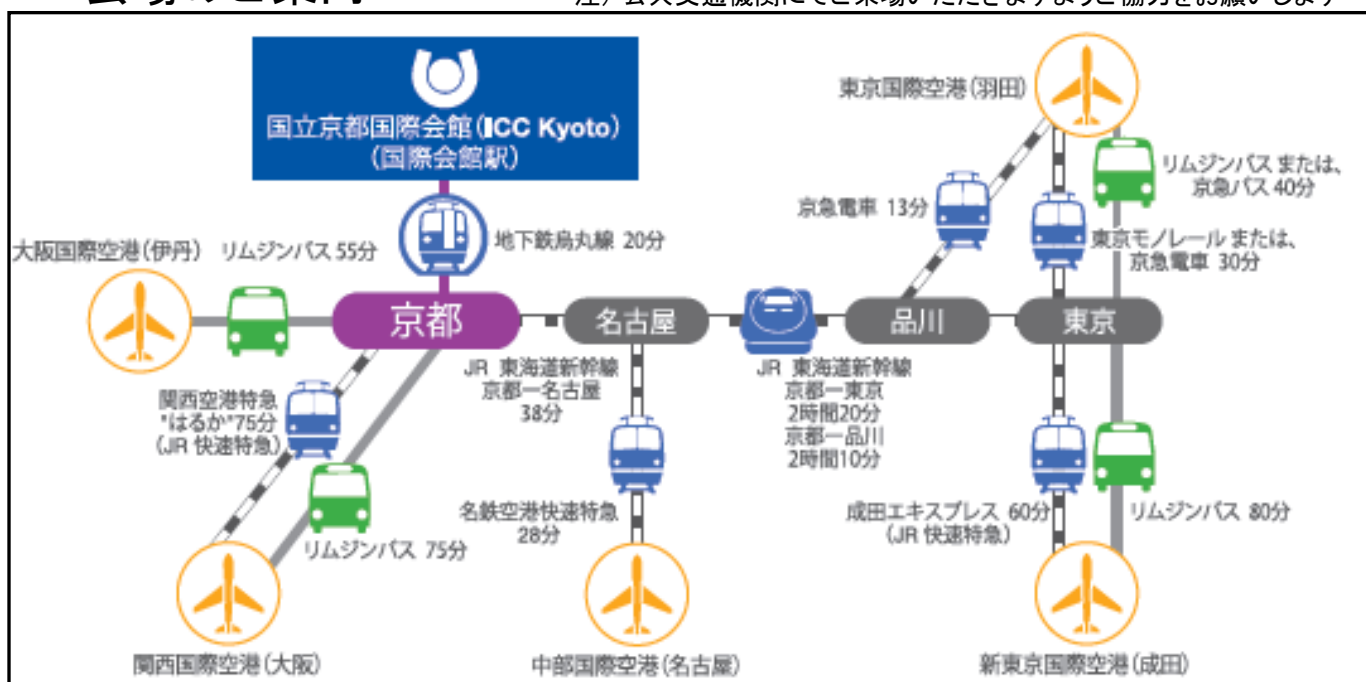 国立京都国際会館(ICC Kyoto)
(国際会館駅)
東京国際空港(羽田)
リムジンバス または、
京急バス 40分
京急電車 13分
地下鉄烏丸線 20分
東京モノレール または、
京急電車 30分
大阪国際空港(伊丹)
リムジンバス 55分
京都
名古屋
品川
東京
関西空港特急
"はるか"75分
(JR 快速特急)
JR 東海道新幹線
京都ー名古屋
38分
JR 東海道新幹線
京都ー東京
2時間20分
京都ー品川
2時間10分
リムジンバス 75分
名鉄空港快速特急
28分
成田エキスプレス 60分
(JR 快速特急)
リムジンバス 80分
関西国際空港(大阪)
中部国際空港(名古屋)
新東京国際空港(成田)